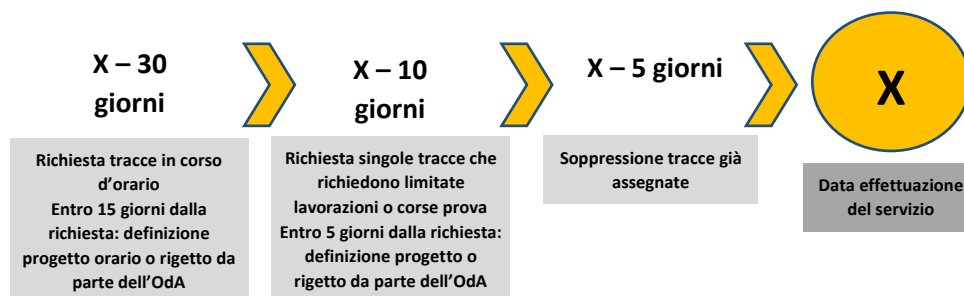 X – 30
giorni
X – 10
giorni
X – 5 giorni
X
Richiesta tracce in corso
d’orario
Entro 15 giorni dalla
richiesta: definizione
progetto orario o rigetto da
parte dell’OdA
Richiesta singole tracce che
richiedono limitate
lavorazioni o corse prova
Entro 5 giorni dalla richiesta:
definizione progetto o
rigetto da parte dell’OdA
Soppressione tracce già
assegnate
Data effettuazione
del servizio